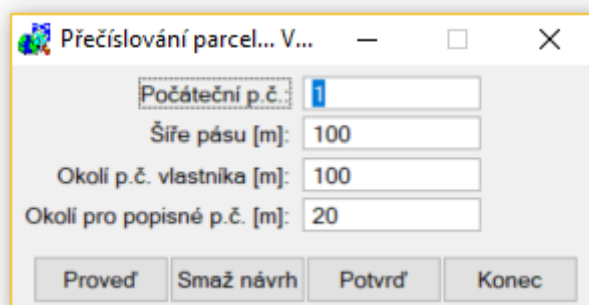 Přečíslování parcel... V...
Počáteční p.č.: 1
Šíře pásu [m]: 100
Okolí p.č. vlastníka [m]: 100
Okolí pro popisné p.č. [m]: 20
Proveď Smaž návrh Potvrď Konec